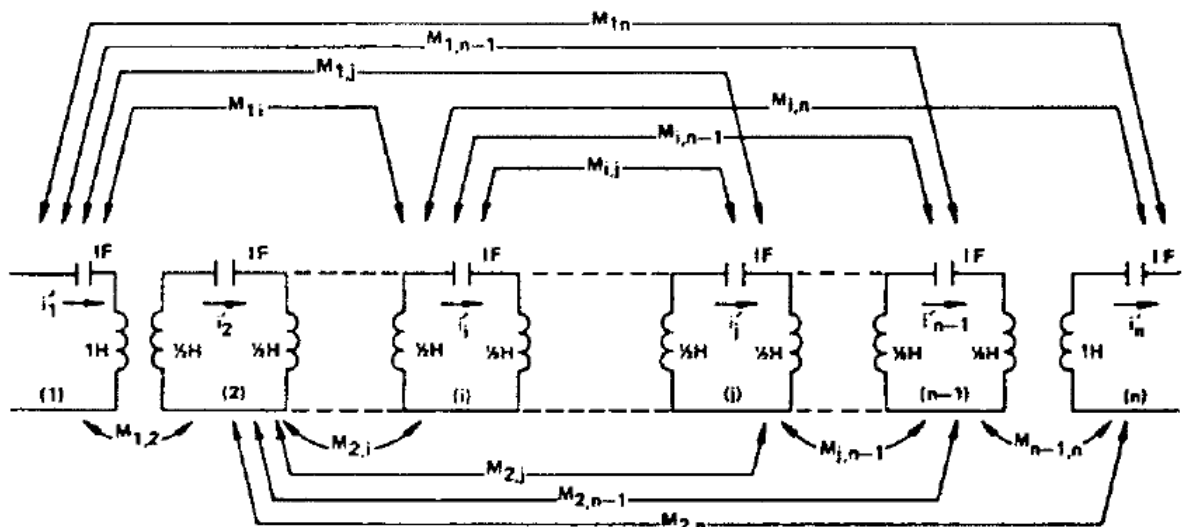 M1n
M1,n-1
M1,j
M1i
Mi,n
Mi,n-1
Mi,j
1F 1F 1F 1F 1F 1F
i'1 i'2 i'i i'j i'n-1 i'n
1H ½H ½H ½H ½H ½H ½H ½H ½H 1H
(1) (2) (i) (j) (n-1) (n)
M1,2 M2,i Mj,n-1 Mn-1,n
M2,j
M2,n-1
M2,n